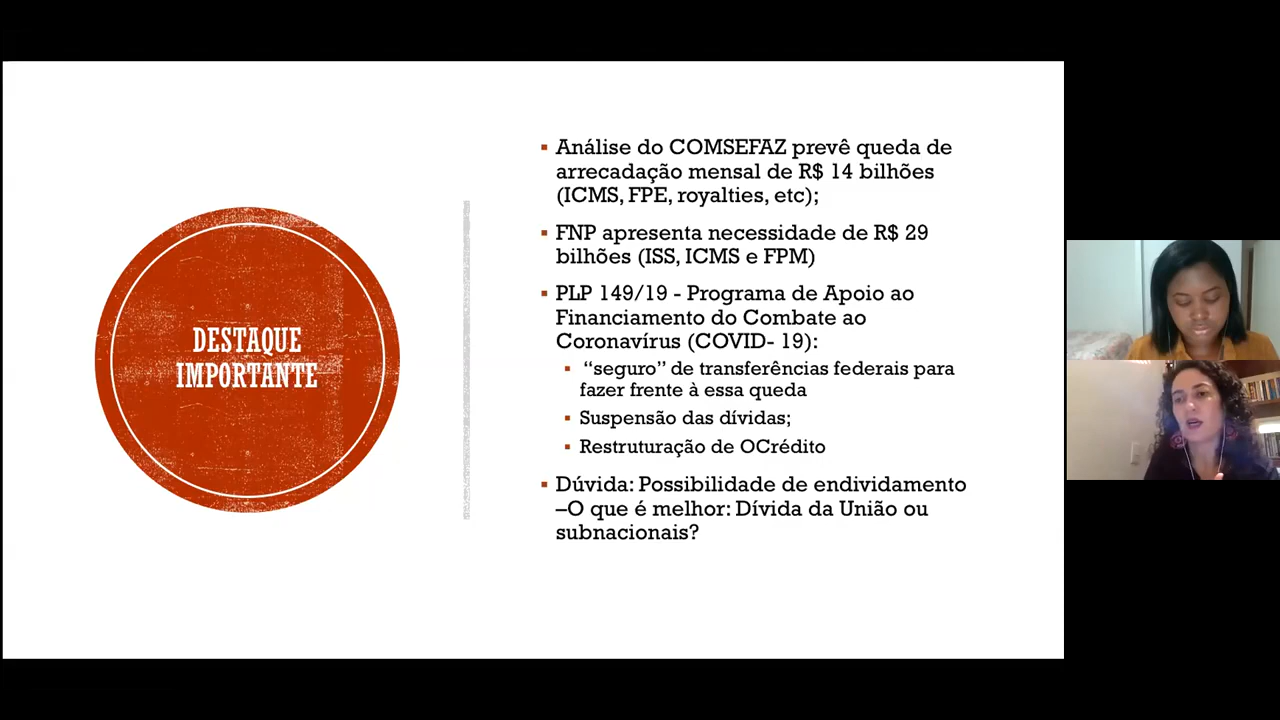 DESTAQUE
IMPORTANTE
▪ Análise do COMSEFAZ prevê queda de
arrecadação mensal de R$ 14 bilhões
(ICMS, FPE, royalties, etc);
▪ FNP apresenta necessidade de R$ 29
bilhões (ISS, ICMS e FPM)
▪ PLP 149/19 - Programa de Apoio ao
Financiamento do Combate ao
Coronavírus (COVID- 19):
▪ “seguro” de transferências federais para
fazer frente à essa queda
▪ Suspensão das dívidas;
▪ Restruturação de OCrédito
▪ Dúvida: Possibilidade de endividamento
–O que é melhor: Dívida da União ou
subnacionais?